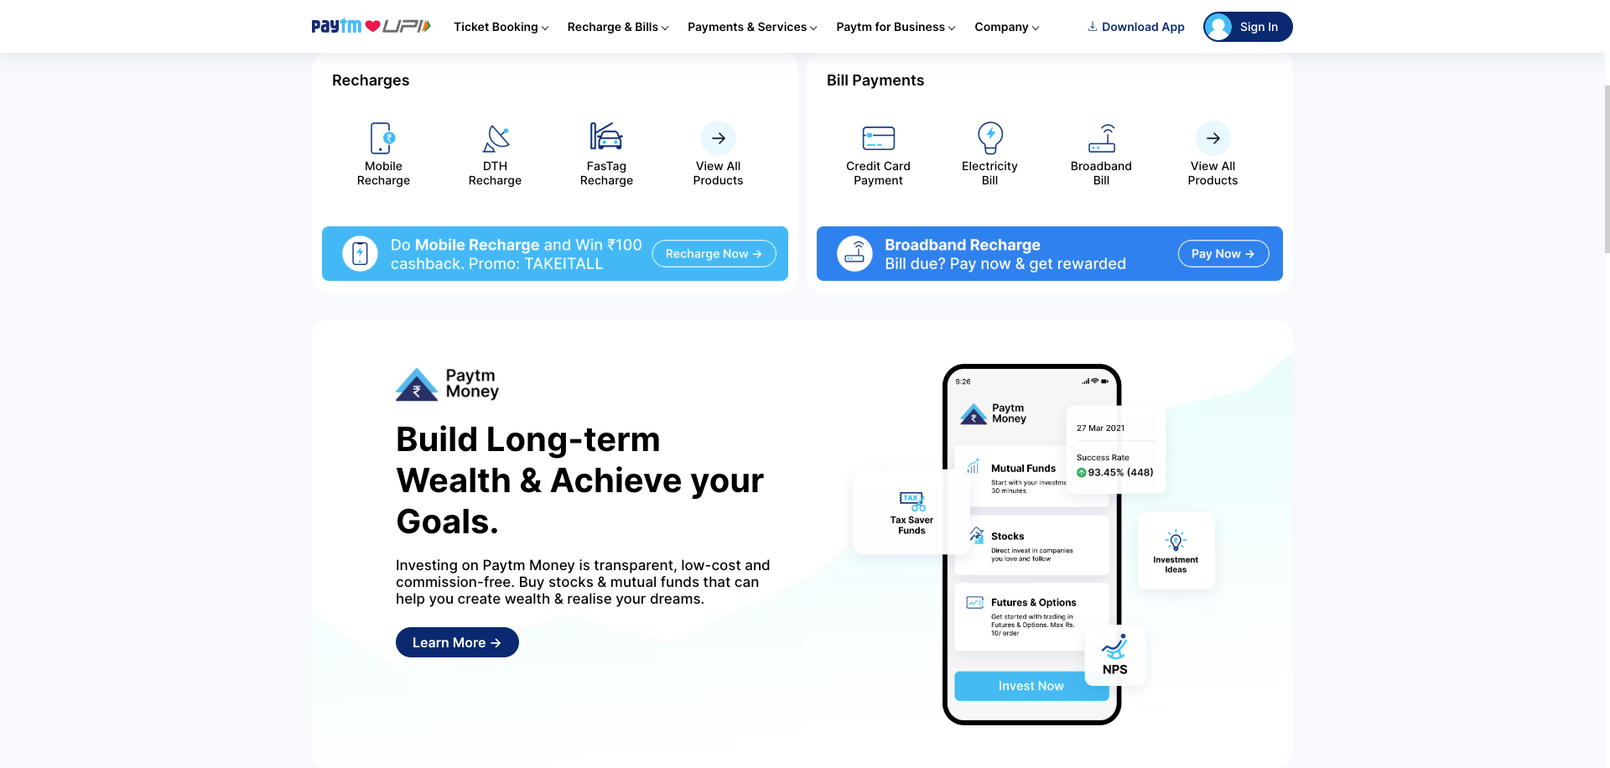 paytm UPI
Ticket Booking
Recharge & Bills
Payments & Services
Paytm for Business
Company
Download App
Sign In
Recharges
Mobile
Recharge
DTH
Recharge
FasTag
Recharge
View All
Products
Do Mobile Recharge and Win ₹100
cashback. Promo: TAKEITALL
Recharge Now →
Bill Payments
Credit Card
Payment
Electricity
Bill
Broadband
Bill
View All
Products
Broadband Recharge
Bill due? Pay now & get rewarded
Pay Now →
Paytm
Money
Build Long-term
Wealth & Achieve your
Goals.
Investing on Paytm Money is transparent, low-cost and
commission-free. Buy stocks & mutual funds that can
help you create wealth & realise your dreams.
Learn More →
9:26
Paytm
Money
27 Mar 2021
Success Rate
93.45% (448)
Mutual Funds
Start with your investme
30 minutes
TAX
Tax Saver
Funds
Stocks
Direct invest in companies
you love and follow
Investment
Ideas
Futures & Options
Get started with trading in
Futures & Options. Max Rs.
10/ order
NPS
Invest Now